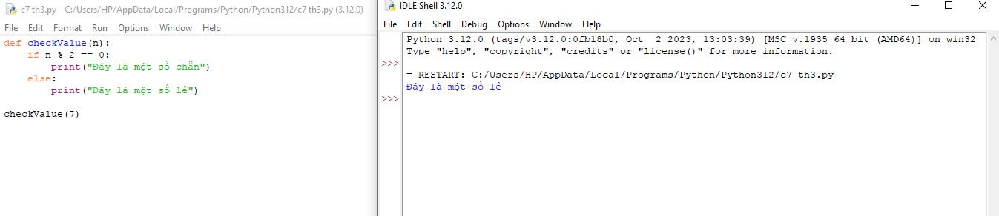 c7 th3.py - C:/Users/HP/AppData/Local/Programs/Python/Python312/c7 th3.py (3.12.0)
File Edit Format Run Options Window Help
def checkValue(n):
    if n % 2 == 0:
        print("Đây là một số chẵn")
    else:
        print("Đây là một số lẻ")
checkValue(7)
IDLE Shell 3.12.0
File Edit Shell Debug Options Window Help
Python 3.12.0 (tags/v3.12.0:0fb18b0, Oct  2 2023, 13:03:39) [MSC v.1935 64 bit (AMD64)] on win32
Type "help", "copyright", "credits" or "license()" for more information.
>>>
= RESTART: C:/Users/HP/AppData/Local/Programs/Python/Python312/c7 th3.py
Đây là một số lẻ
>>>